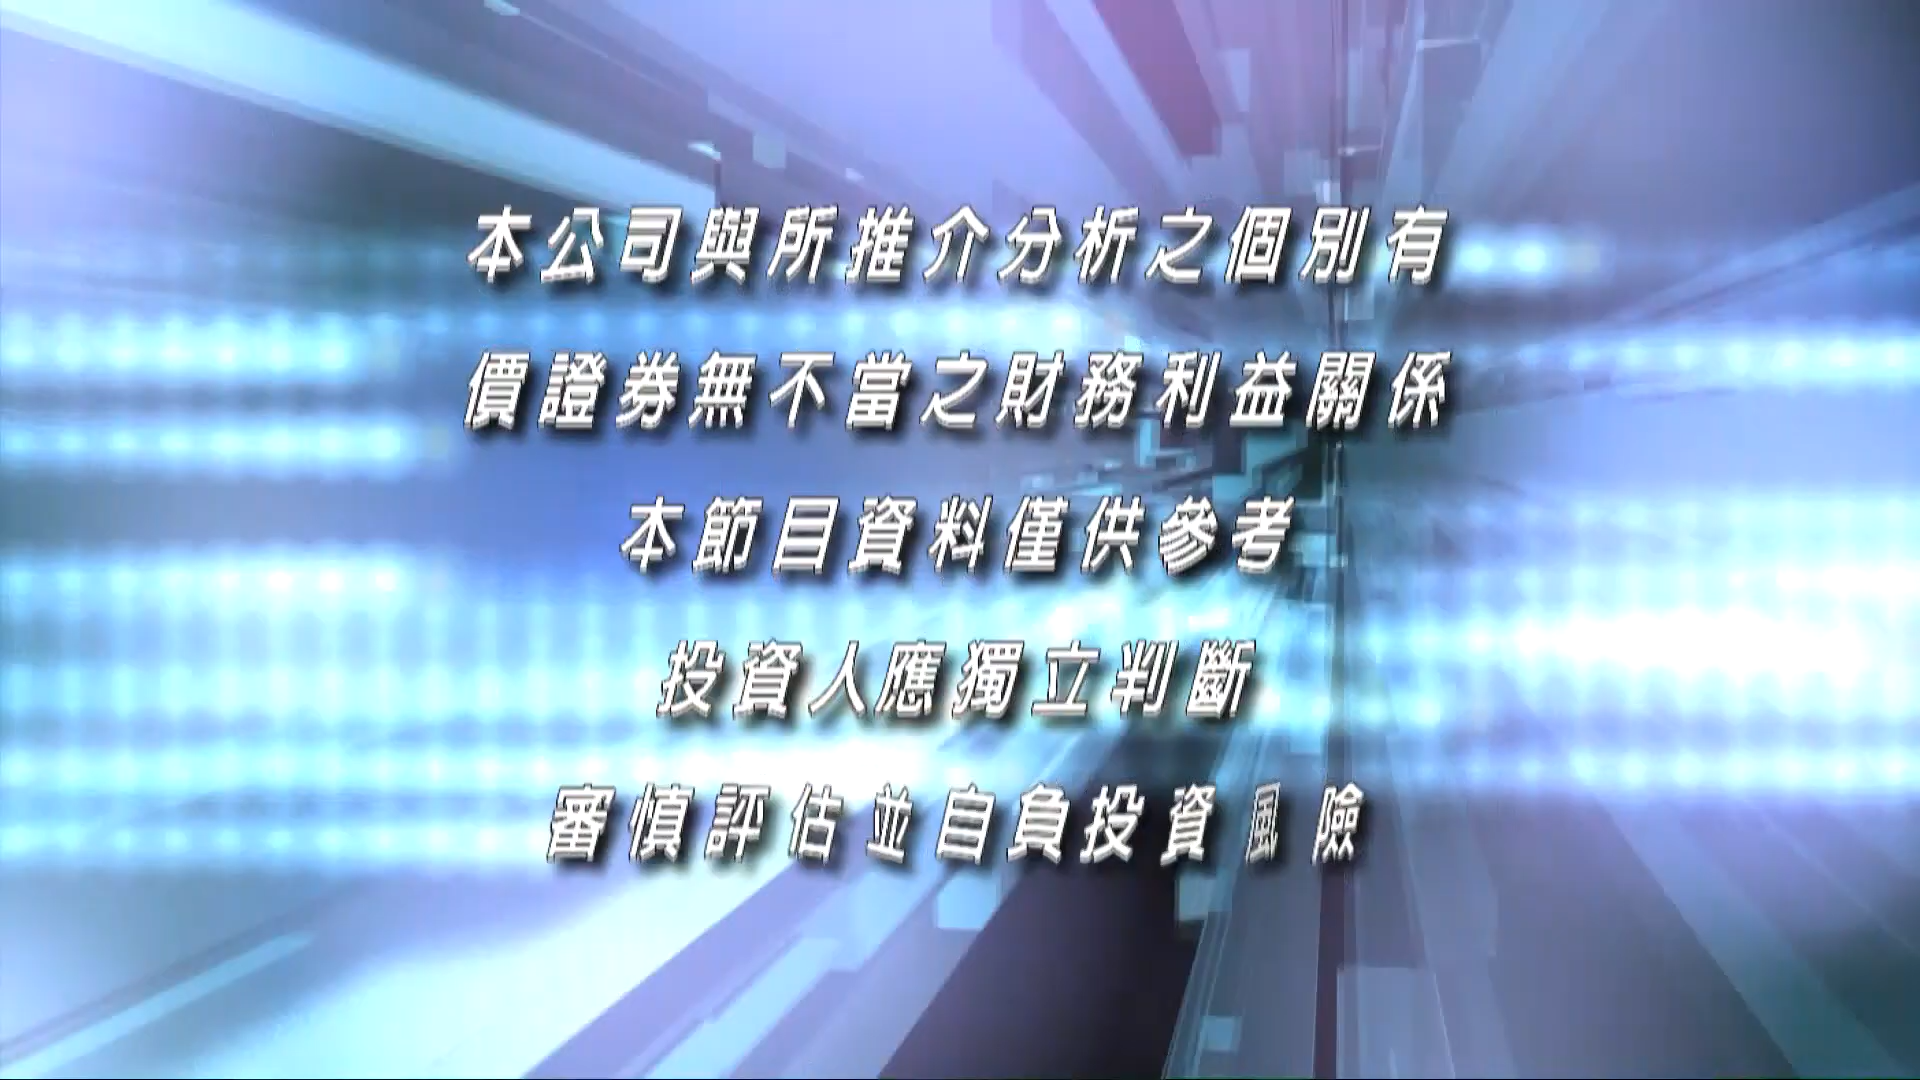 本公司與所推介分析之個別有
價證券無不當之財務利益關係
本節目資料僅供參考
投資人應獨立判斷
審慎評估並自負投資風險